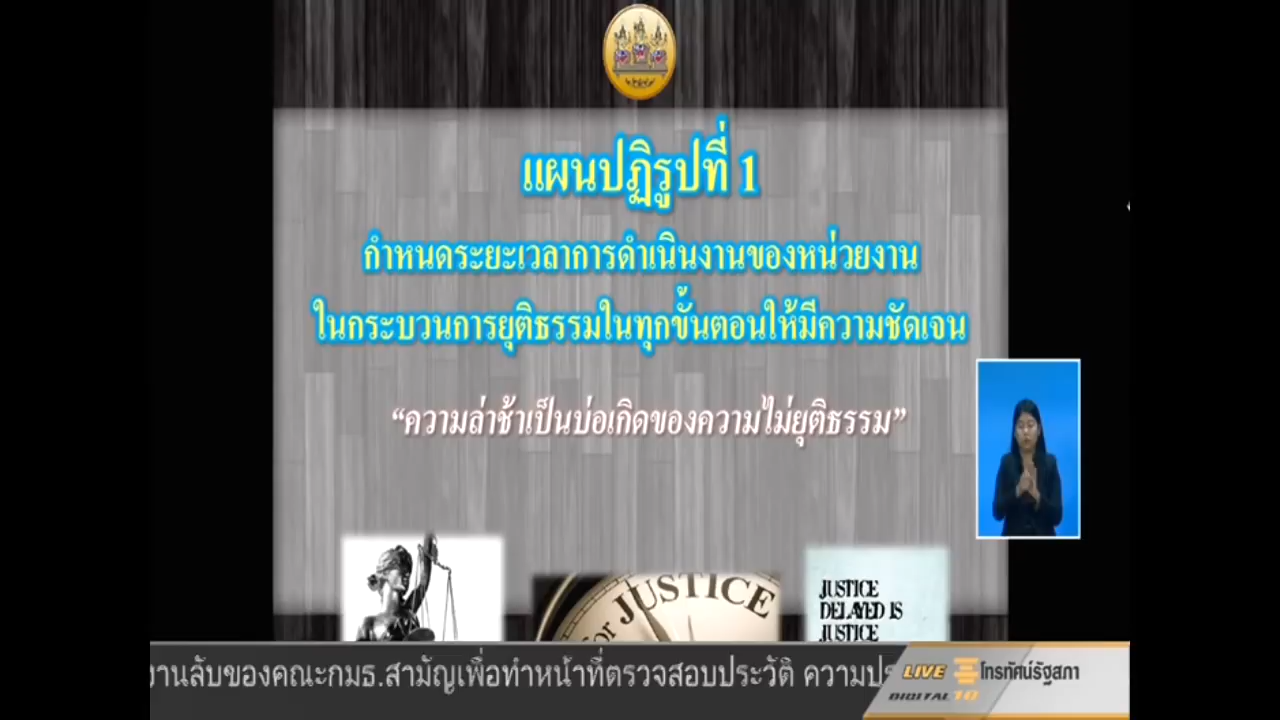 แผนปฏิรูปที่ 1
กำหนดระยะเวลาการดำเนินงานของหน่วยงาน
ในกระบวนการยุติธรรมในทุกขั้นตอนให้มีความชัดเจน
“ความล่าช้าเป็นบ่อเกิดของความไม่ยุติธรรม”
for JUSTICE
JUSTICE
DELAYED IS
JUSTICE
งานลับของคณะกมธ.สามัญเพื่อทำหน้าที่ตรวจสอบประวัติ ความปร
LIVE โทรทัศน์รัฐสภา
DIGITAL 10